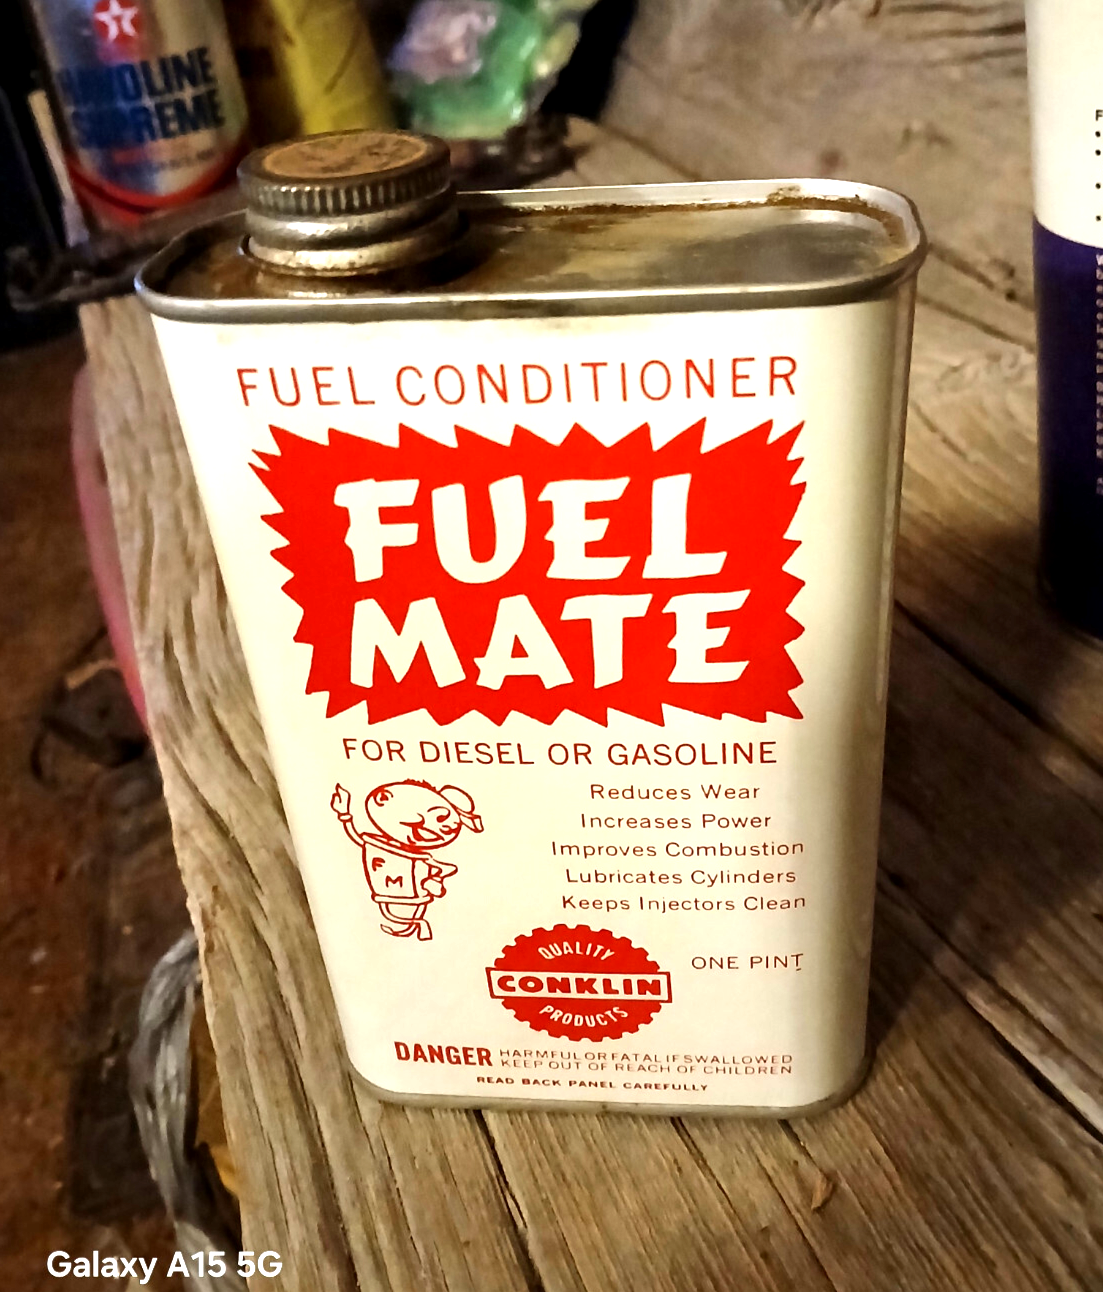 SUPREME
FUEL CONDITIONER
FUEL
MATE
FOR DIESEL OR GASOLINE
Reduces Wear
Increases Power
Improves Combustion
Lubricates Cylinders
Keeps Injectors Clean
F
M
QUALITY
CONKLIN
PRODUCTS
ONE PINT
DANGER HARMFUL OR FATAL IF SWALLOWED
KEEP OUT OF REACH OF CHILDREN
READ BACK PANEL CAREFULLY
Galaxy A15 5G